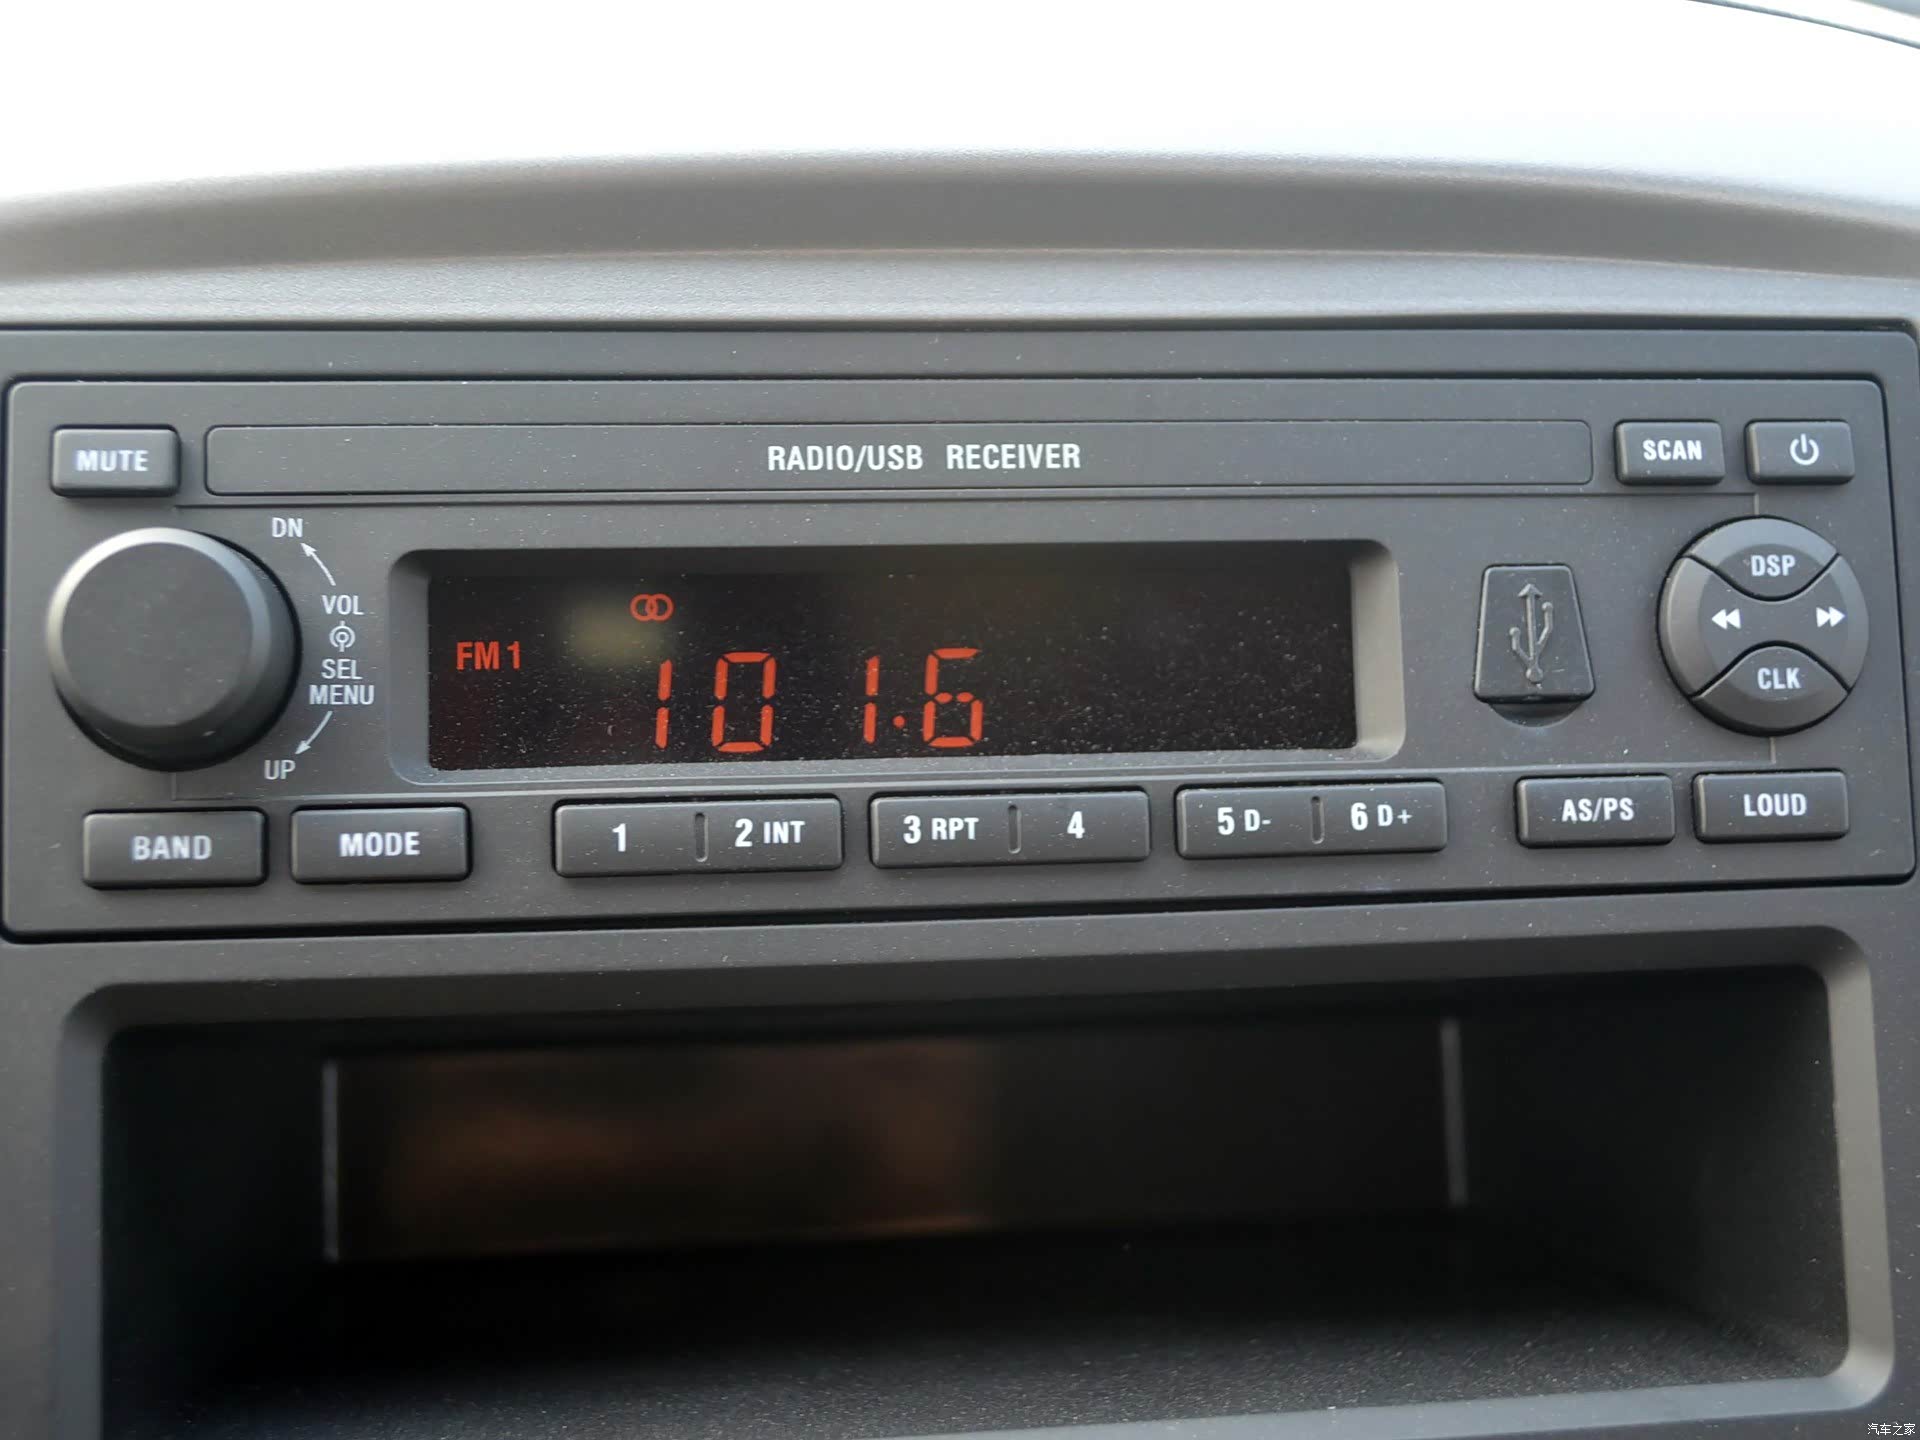 RADIO/USB RECEIVER
MUTE
SCAN
DN
VOL
SEL
MENU
UP
FM 1
101.6
DSP
CLK
BAND
MODE
1
2 INT
3 RPT
4
5 D-
6 D+
AS/PS
LOUD
汽车之家